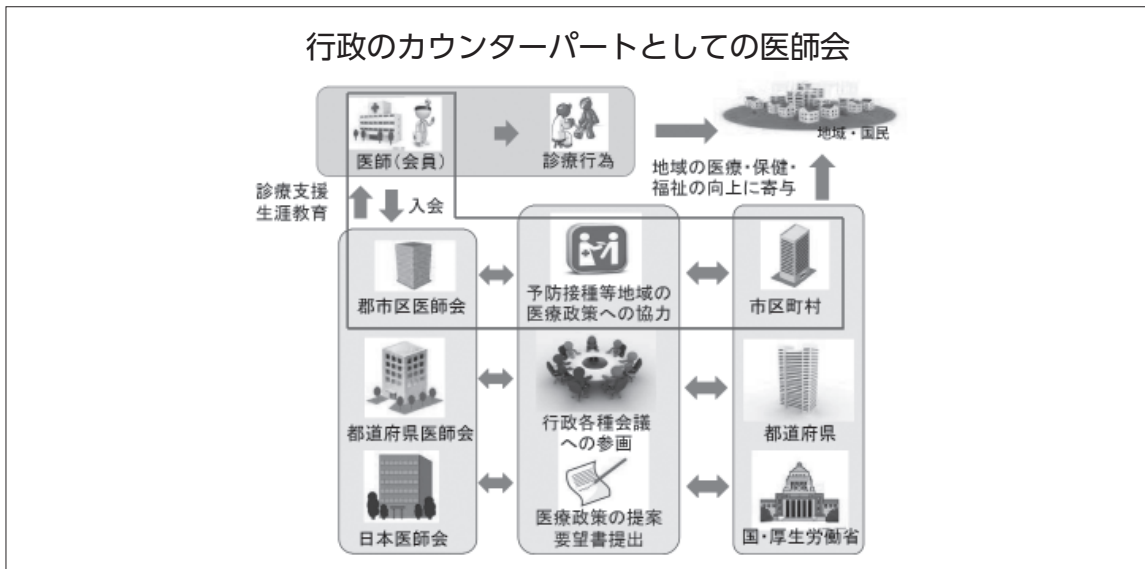 行政のカウンターパートとしての医師会
医師(会員)
診療行為
地域・国民
診療支援
生涯教育
入会
地域の医療・保健・
福祉の向上に寄与
郡市区医師会
予防接種等地域の
医療政策への協力
市区町村
都道府県医師会
行政各種会議
への参画
都道府県
日本医師会
医療政策の提案
要望書提出
国・厚生労働省